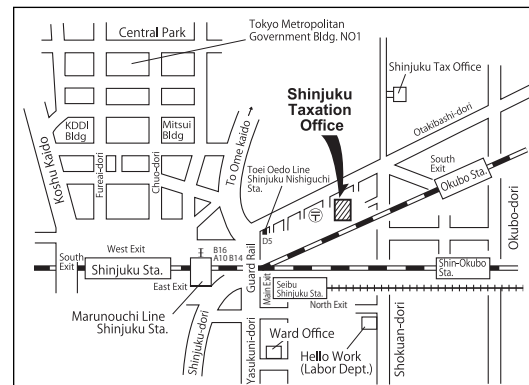 Central Park
Tokyo Metropolitan
Government Bldg. NO1
Shinjuku Tax Office
Shinjuku
Taxation
Office
KDDI
Bldg
Mitsui
Bldg
Koshu Kaido
Fureai-dori
Chuo-dori
To Ome kaido →
Toei Oedo Line
Shinjuku Nishiguchi
Sta.
Otakibashi-dori
South
Exit
Okubo Sta.
Okubo-dori
D5
〒
West Exit
B16
A10 B14
Guard Rail
South
Exit
Shinjuku Sta.
East Exit
Main Exit
Seibu
Shinjuku Sta.
North Exit
Shin-Okubo
Sta.
Marunouchi Line
Shinjuku Sta.
Shinjuku-dori
Yasukuni-dori
Ward Office
Hello Work
(Labor Dept.)
Shokuan-dori